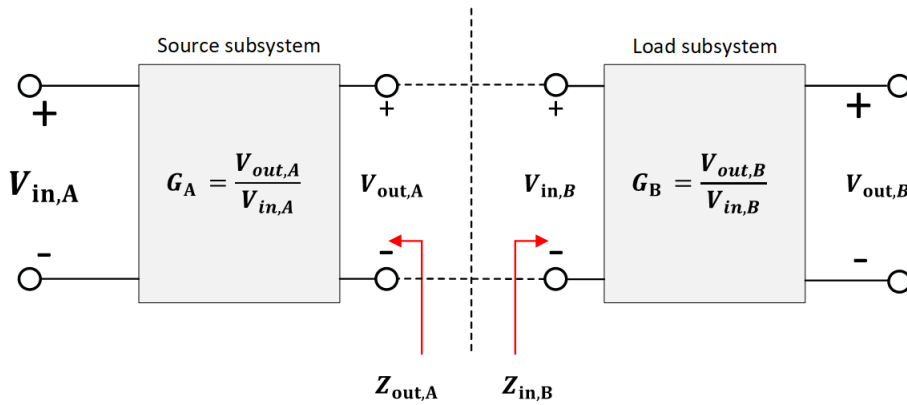 Source subsystem
Load subsystem
+ + + +
V_in,A
G_A = V_out,A / V_in,A
V_out,A
V_in,B
G_B = V_out,B / V_in,B
V_out,B
- - - -
Z_out,A
Z_in,B